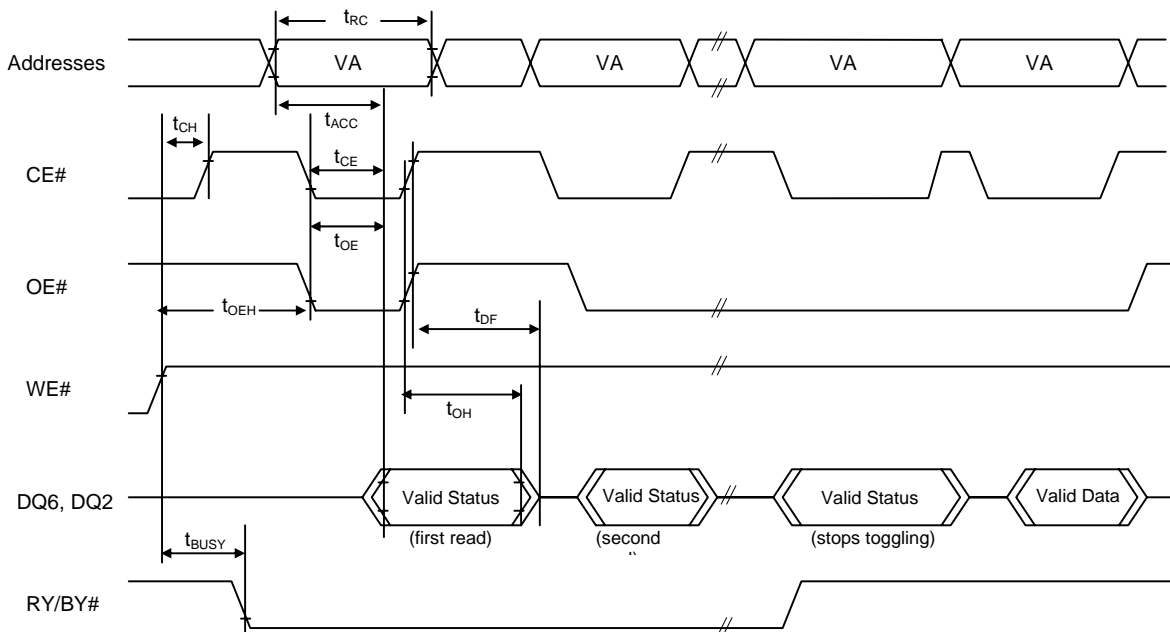 tRC
Addresses VA VA VA VA
tACC
tCH
tCE
CE#
tOE
OE#
tOEH
tDF
WE#
tOH
DQ6, DQ2 Valid Status Valid Status Valid Status Valid Data
(first read) (second (stops toggling)
tBUSY
RY/BY#